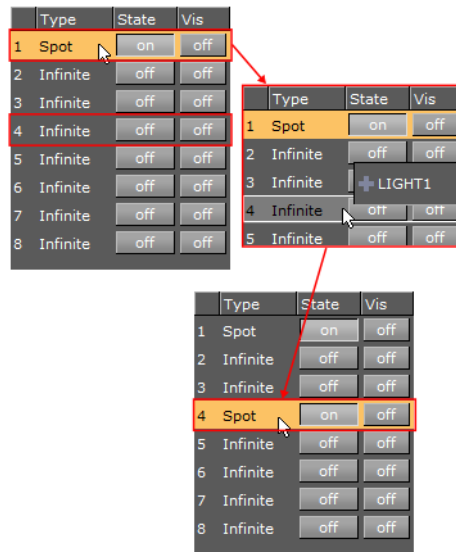 Type State Vis
1 Spot on off
2 Infinite off off
3 Infinite off off
4 Infinite off off
5 Infinite off off
6 Infinite off off
7 Infinite off off
8 Infinite off off
Type State Vis
1 Spot on off
2 Infinite off off
3 Infinite
LIGHT1
4 Infinite off off
5 Infinite off off
Type State Vis
1 Spot on off
2 Infinite off off
3 Infinite off off
4 Spot on off
5 Infinite off off
6 Infinite off off
7 Infinite off off
8 Infinite off off